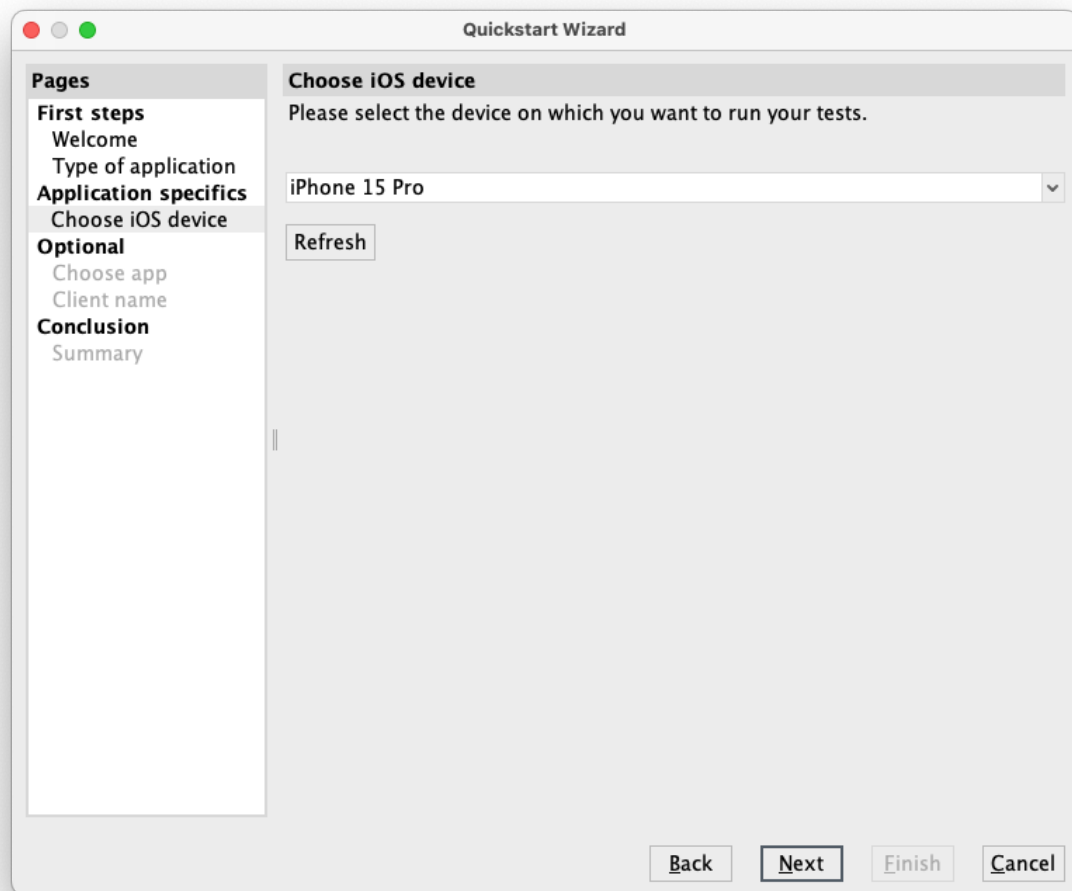 Quickstart Wizard
Pages
First steps
Welcome
Type of application
Application specifics
Choose iOS device
Optional
Choose app
Client name
Conclusion
Summary
Choose iOS device
Please select the device on which you want to run your tests.
iPhone 15 Pro
Refresh
Back Next Finish Cancel